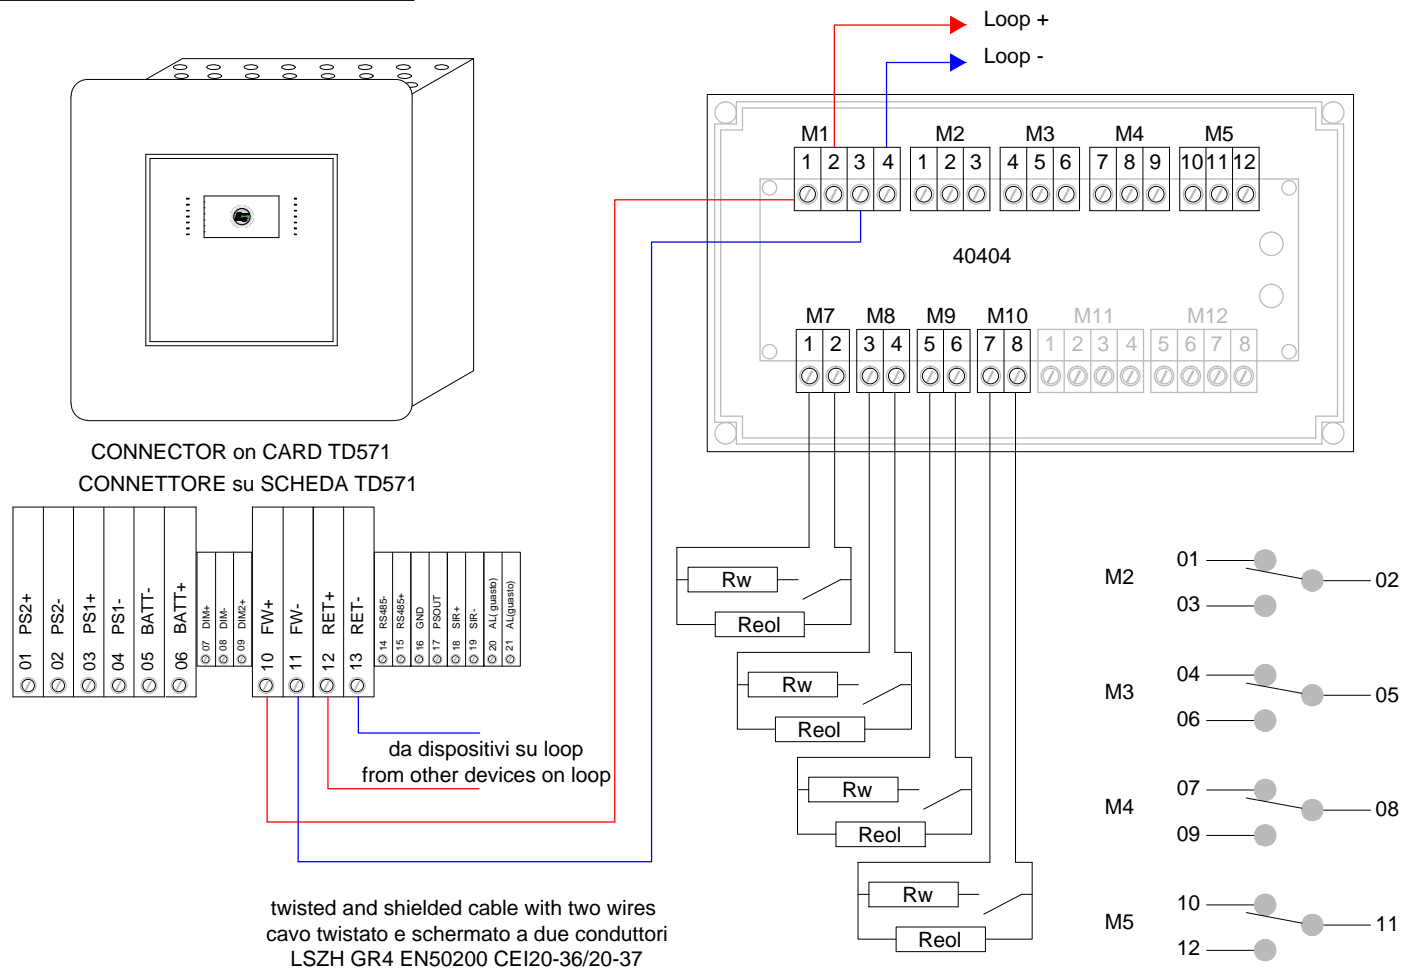 Loop +
Loop -
M1 M2 M3 M4 M5
1 2 3 4 1 2 3 4 5 6 7 8 9 10 11 12
40404
M7 M8 M9 M10 M11 M12
1 2 3 4 5 6 7 8 1 2 3 4 5 6 7 8
CONNECTOR on CARD TD571
CONNETTORE su SCHEDA TD571
01 PS2+
02 PS2-
03 PS1+
04 PS1-
05 BATT-
06 BATT+
07 DIM+
08 DIM-
09 DIM2+
10 FW+
11 FW-
12 RET+
13 RET-
14 RS485-
15 RS485+
16 GND
17 PSOUT
18 SIR+
19 SIR-
20 AL( guasto)
21 AL(guasto)
da dispositivi su loop
from other devices on loop
twisted and shielded cable with two wires
cavo twistato e schermato a due conduttori
LSZH GR4 EN50200 CEI20-36/20-37
Rw
Reol
Rw
Reol
Rw
Reol
Rw
Reol
M2 01 02 03
M3 04 05 06
M4 07 08 09
M5 10 11 12